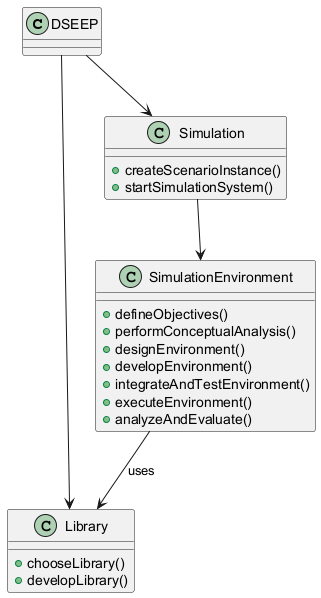 C DSEEP
C Simulation
createScenarioInstance()
startSimulationSystem()
C SimulationEnvironment
defineObjectives()
performConceptualAnalysis()
designEnvironment()
developEnvironment()
integrateAndTestEnvironment()
executeEnvironment()
analyzeAndEvaluate()
uses
C Library
chooseLibrary()
developLibrary()